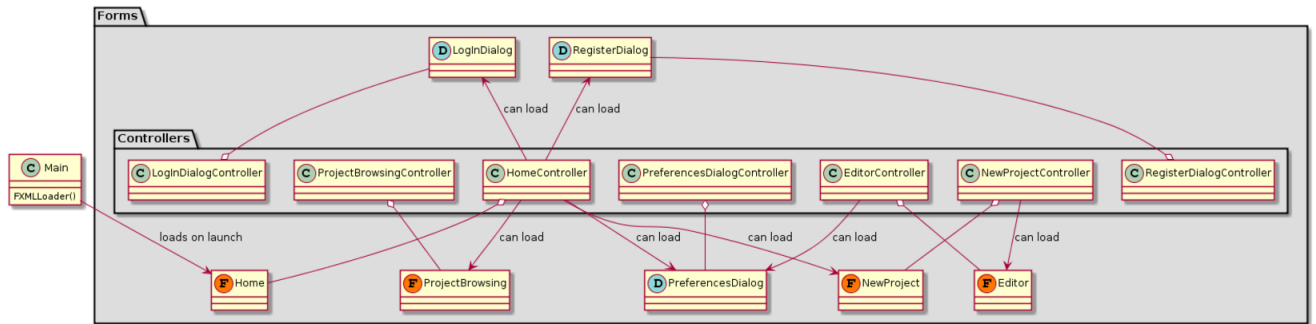 Forms
D LogInDialog
D RegisterDialog
can load
can load
Controllers
C Main
FXMLLoader()
C LogInDialogController
C ProjectBrowsingController
C HomeController
C PreferencesDialogController
C EditorController
C NewProjectController
C RegisterDialogController
loads on launch
can load
can load
can load
can load
can load
F Home
F ProjectBrowsing
D PreferencesDialog
F NewProject
F Editor